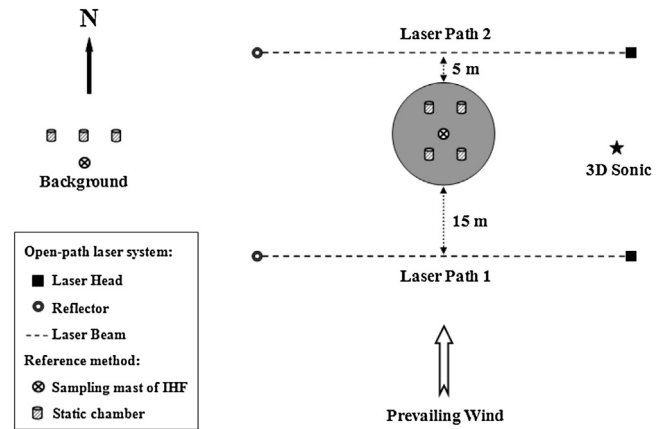 N
Laser Path 2
5 m
3D Sonic
Background
15 m
Laser Path 1
Open-path laser system:
Laser Head
Reflector
Laser Beam
Reference method:
Sampling mast of IHF
Static chamber
Prevailing Wind